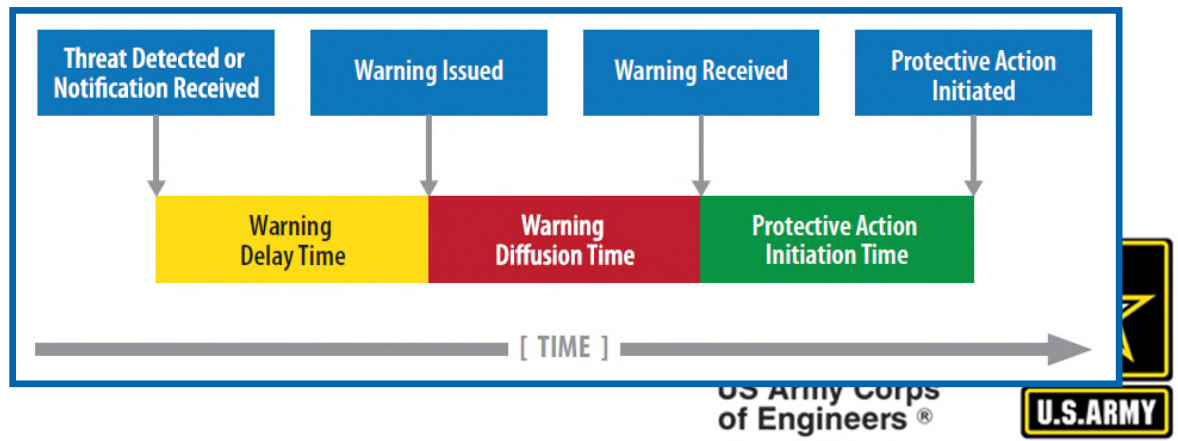 Threat Detected or
Notification Received
Warning Issued
Warning Received
Protective Action
Initiated
Warning
Delay Time
Warning
Diffusion Time
Protective Action
Initiation Time
[ TIME ]
US Army Corps
of Engineers ®
U.S.ARMY